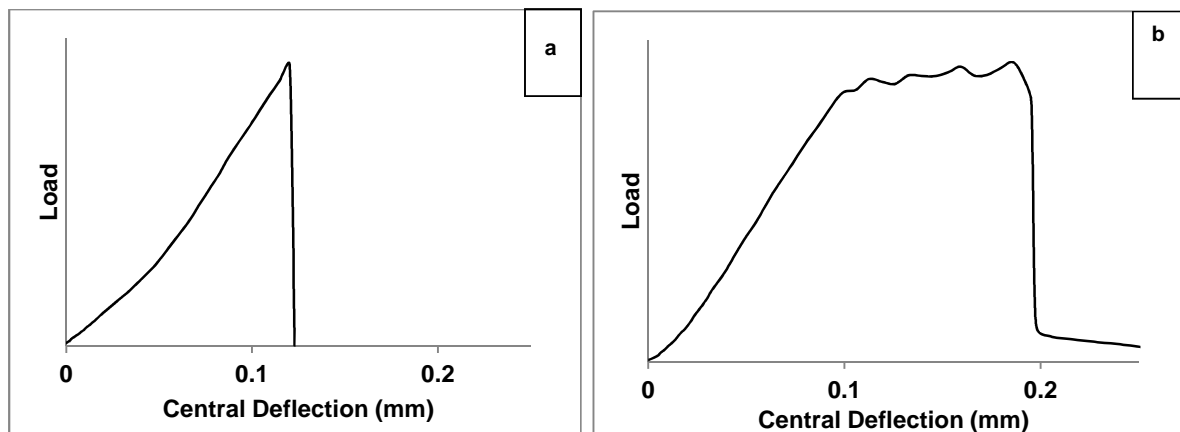 a
Load
0 0.1 0.2
Central Deflection (mm)
b
Load
0 0.1 0.2
Central Deflection (mm)